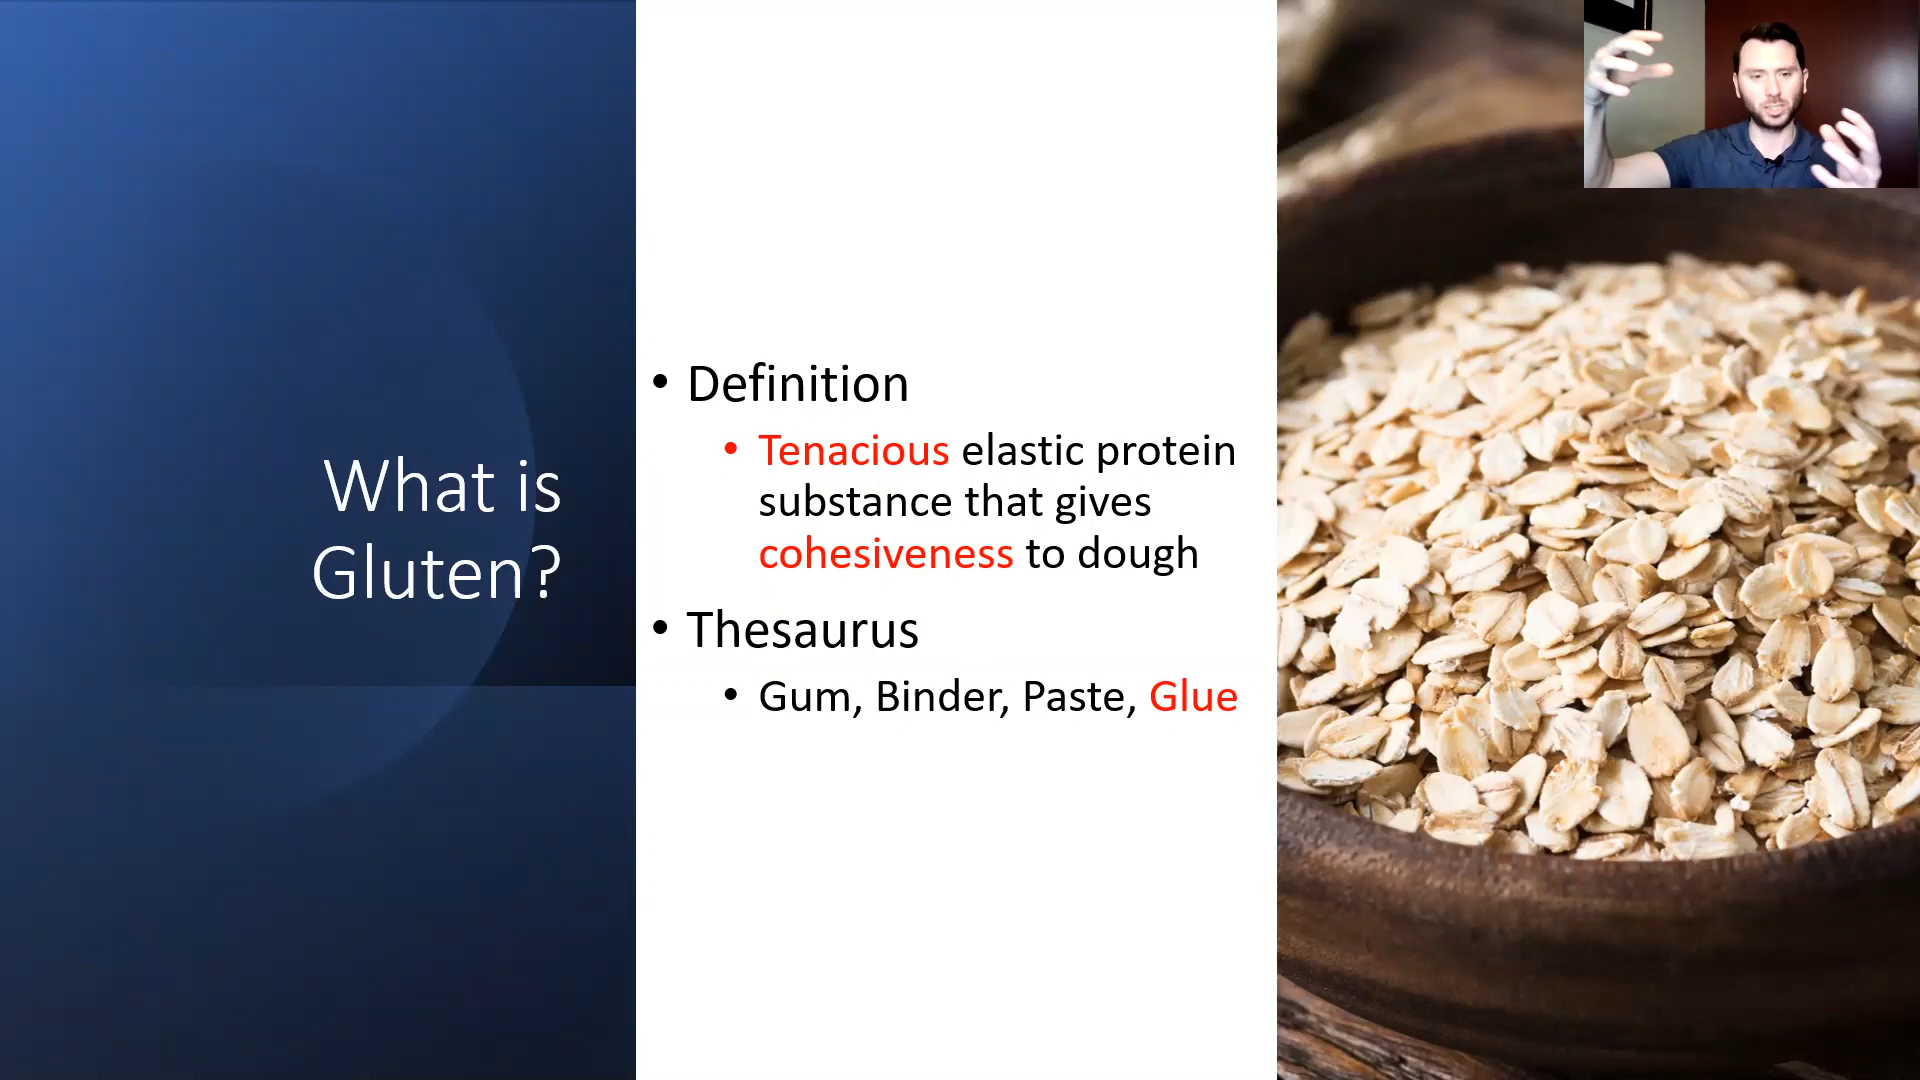 What is
Gluten?
• Definition
• Tenacious elastic protein
substance that gives
cohesiveness to dough
• Thesaurus
• Gum, Binder, Paste, Glue